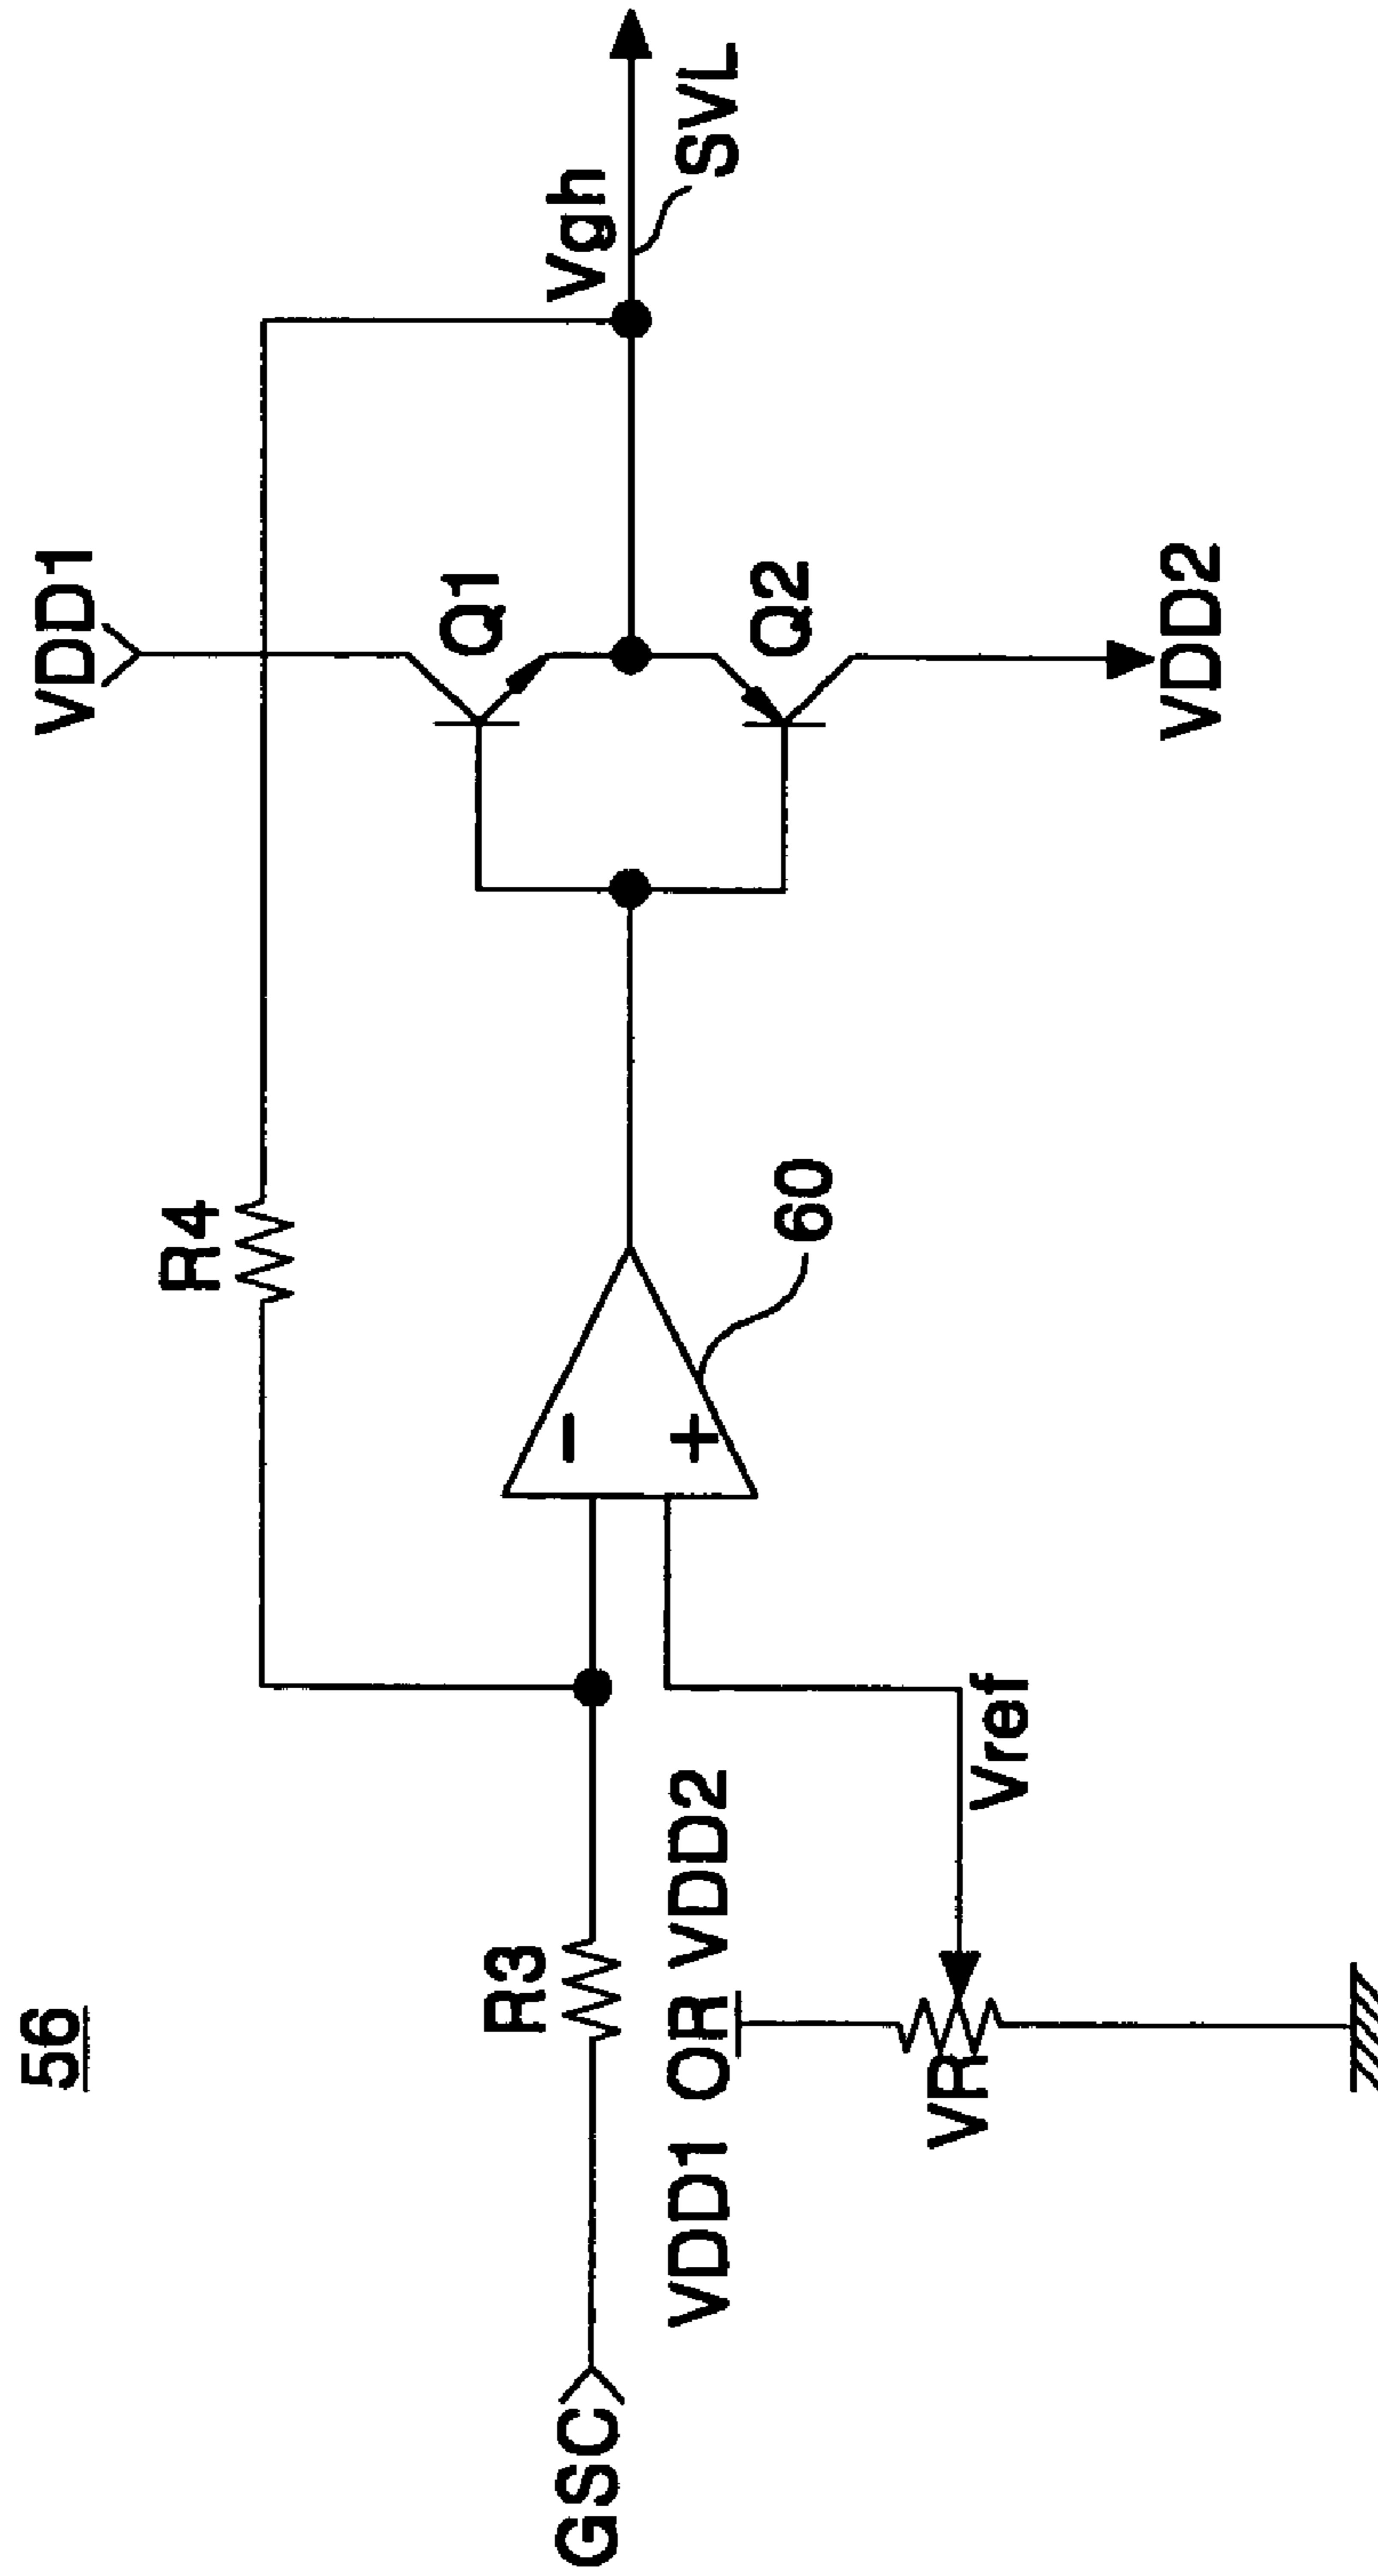 56
VDD1
R4
Q1
Vgh
SVL
GSC
R3
-
+
60
Q2
VDD1 OR VDD2
VR
Vref
VDD2